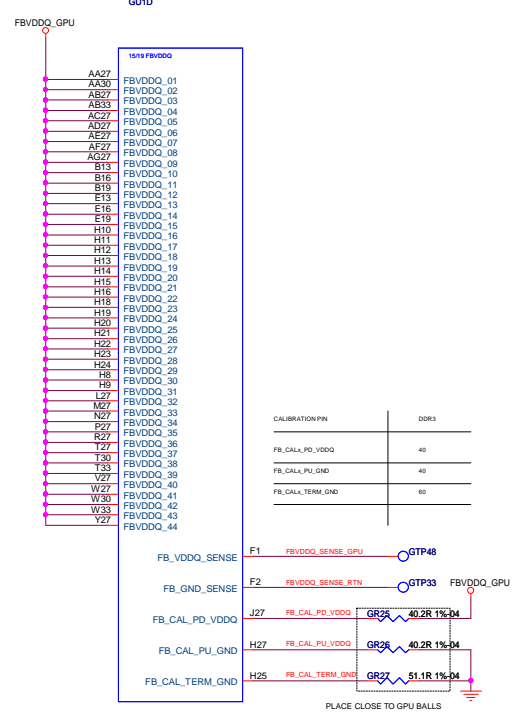 GU1D
FBVDDQ_GPU
15/19 FBVDDQ
AA27 FBVDDQ_01
AA30 FBVDDQ_02
AB27 FBVDDQ_03
AB33 FBVDDQ_04
AC27 FBVDDQ_05
AD27 FBVDDQ_06
AE27 FBVDDQ_07
AF27 FBVDDQ_08
AG27 FBVDDQ_09
B13 FBVDDQ_10
B16 FBVDDQ_11
B19 FBVDDQ_12
E13 FBVDDQ_13
E16 FBVDDQ_14
E19 FBVDDQ_15
H10 FBVDDQ_16
H11 FBVDDQ_17
H12 FBVDDQ_18
H13 FBVDDQ_19
H14 FBVDDQ_20
H15 FBVDDQ_21
H16 FBVDDQ_22
H18 FBVDDQ_23
H19 FBVDDQ_24
H20 FBVDDQ_25
H21 FBVDDQ_26
H22 FBVDDQ_27
H23 FBVDDQ_28
H24 FBVDDQ_29
H8 FBVDDQ_30
H9 FBVDDQ_31
L27 FBVDDQ_32
M27 FBVDDQ_33
N27 FBVDDQ_34
P27 FBVDDQ_35
R27 FBVDDQ_36
T27 FBVDDQ_37
T30 FBVDDQ_38
T33 FBVDDQ_39
V27 FBVDDQ_40
W27 FBVDDQ_41
W30 FBVDDQ_42
W33 FBVDDQ_43
Y27 FBVDDQ_44
CALIBRATION PIN DDR3
FB_CALx_PD_VDDQ 40
FB_CALx_PU_GND 40
FB_CALx_TERM_GND 60
FB_VDDQ_SENSE F1 FBVDDQ_SENSE_GPU GTP48
FB_GND_SENSE F2 FBVDDQ_SENSE_RTN GTP33
FBVDDQ_GPU
FB_CAL_PD_VDDQ J27 FB_CAL_PD_VDDQ GR25 40.2R 1%-04
FB_CAL_PU_GND H27 FB_CAL_PU_VDDQ GR26 40.2R 1%-04
FB_CAL_TERM_GND H25 FB_CAL_TERM_GND GR27 51.1R 1%-04
PLACE CLOSE TO GPU BALLS